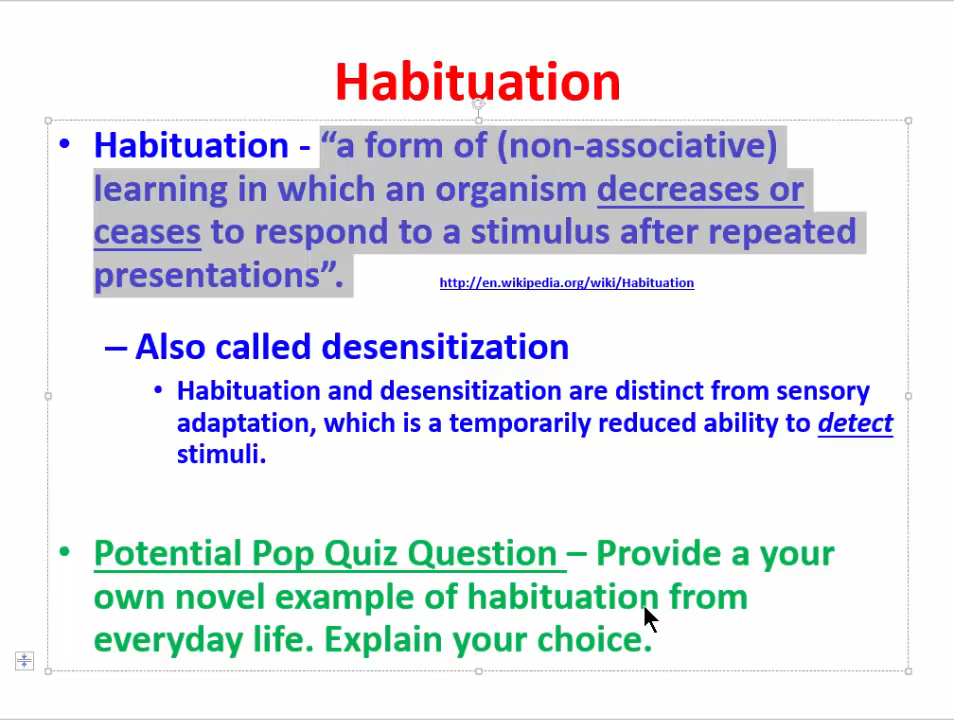 Habituation
• Habituation - “a form of (non-associative)
learning in which an organism decreases or
ceases to respond to a stimulus after repeated
presentations”. http://en.wikipedia.org/wiki/Habituation
– Also called desensitization
• Habituation and desensitization are distinct from sensory
adaptation, which is a temporarily reduced ability to detect
stimuli.
• Potential Pop Quiz Question – Provide a your
own novel example of habituation from
everyday life. Explain your choice.